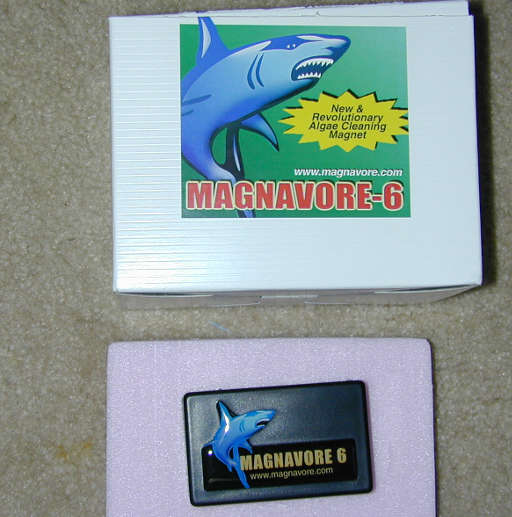 New &
Revolutionary
Algae Cleaning
Magnet
www.magnavore.com
MAGNAVORE-6
MAGNAVORE 6
www.magnavore.com